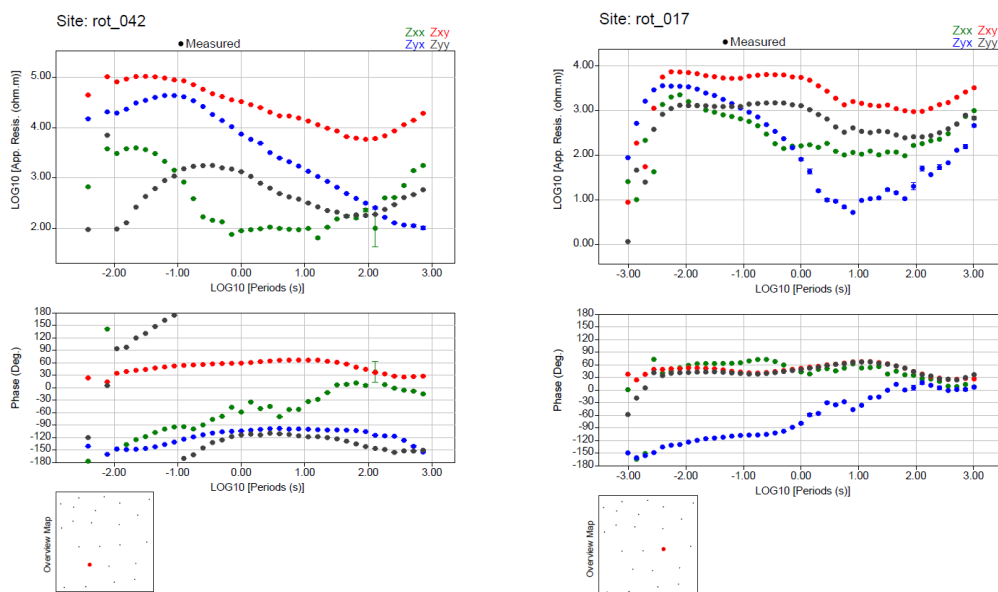 Site: rot_042
Zxx Zxy
Zyx Zyy
Measured
LOG10 [App. Resis. (ohm.m)]
5.00
4.00
3.00
2.00
-2.00 -1.00 0.00 1.00 2.00 3.00
LOG10 [Periods (s)]
Phase (Deg.)
180
150
120
90
60
30
0
-30
-60
-90
-120
-150
-180
-2.00 -1.00 0.00 1.00 2.00 3.00
LOG10 [Periods (s)]
Overview Map
Site: rot_017
Zxx Zxy
Zyx Zyy
Measured
LOG10 [App. Resis. (ohm.m)]
4.00
3.00
2.00
1.00
0.00
-3.00 -2.00 -1.00 0.00 1.00 2.00 3.00
LOG10 [Periods (s)]
Phase (Deg.)
180
150
120
90
60
30
0
-30
-60
-90
-120
-150
-180
-3.00 -2.00 -1.00 0.00 1.00 2.00 3.00
LOG10 [Periods (s)]
Overview Map